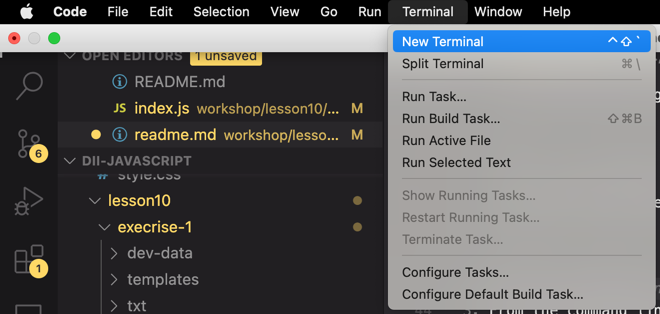 Code File Edit Selection View Go Run Terminal Window Help
New Terminal ⌃⇧`
Split Terminal ⌘\
Run Task...
Run Build Task... ⇧⌘B
Run Active File
Run Selected Text
Show Running Tasks...
Restart Running Task...
Terminate Task...
Configure Tasks...
Configure Default Build Task...
OPEN EDITORS 1 unsaved
README.md
JS index.js workshop/lesson10/... M
readme.md workshop/lesso... M
DII-JAVASCRIPT
# style.css
lesson10
execrise-1
dev-data
templates
txt
6
1